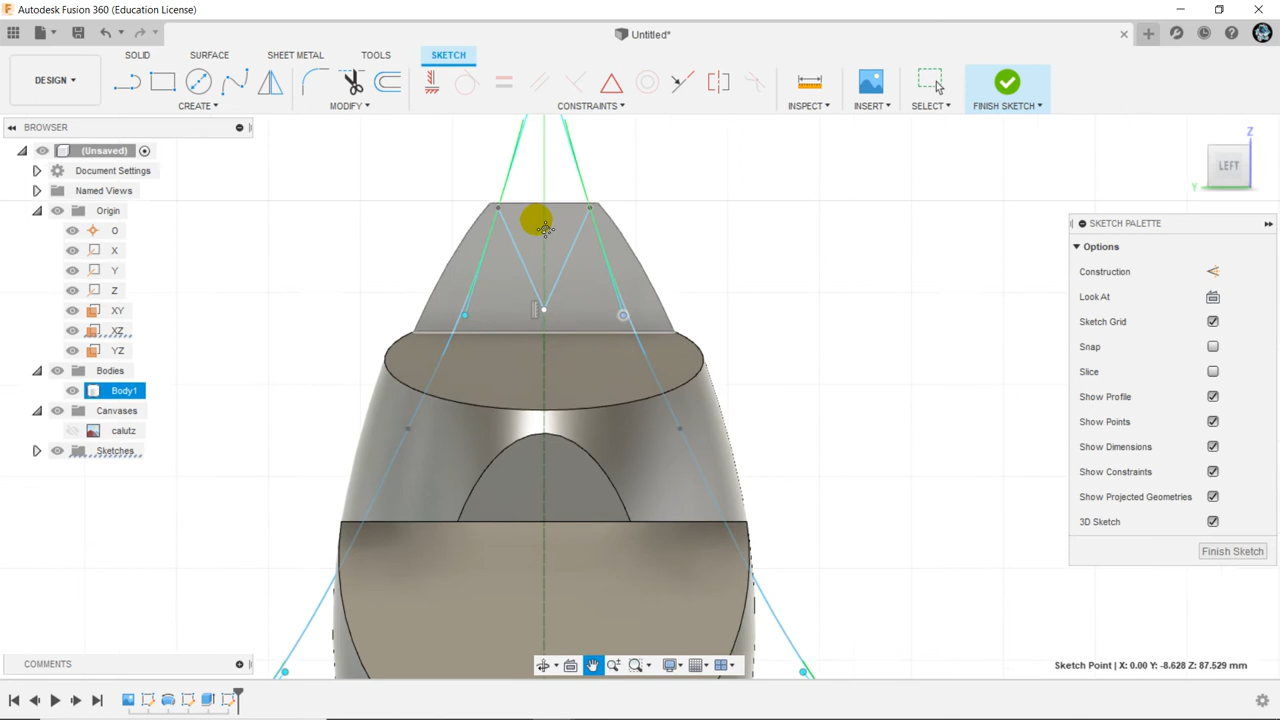 Autodesk Fusion 360 (Education License)
Untitled*
DESIGN
SOLID SURFACE SHEET METAL TOOLS SKETCH
CREATE MODIFY CONSTRAINTS INSPECT INSERT SELECT FINISH SKETCH
BROWSER
(Unsaved)
Document Settings
Named Views
Origin
O
X
Y
Z
XY
XZ
YZ
Bodies
Body1
Canvases
calutz
Sketches
Z
LEFT
Y
SKETCH PALETTE
Options
Construction
Look At
Sketch Grid
Snap
Slice
Show Profile
Show Points
Show Dimensions
Show Constraints
Show Projected Geometries
3D Sketch
Finish Sketch
COMMENTS
Sketch Point | X: 0.00 Y: -8.628 Z: 87.529 mm